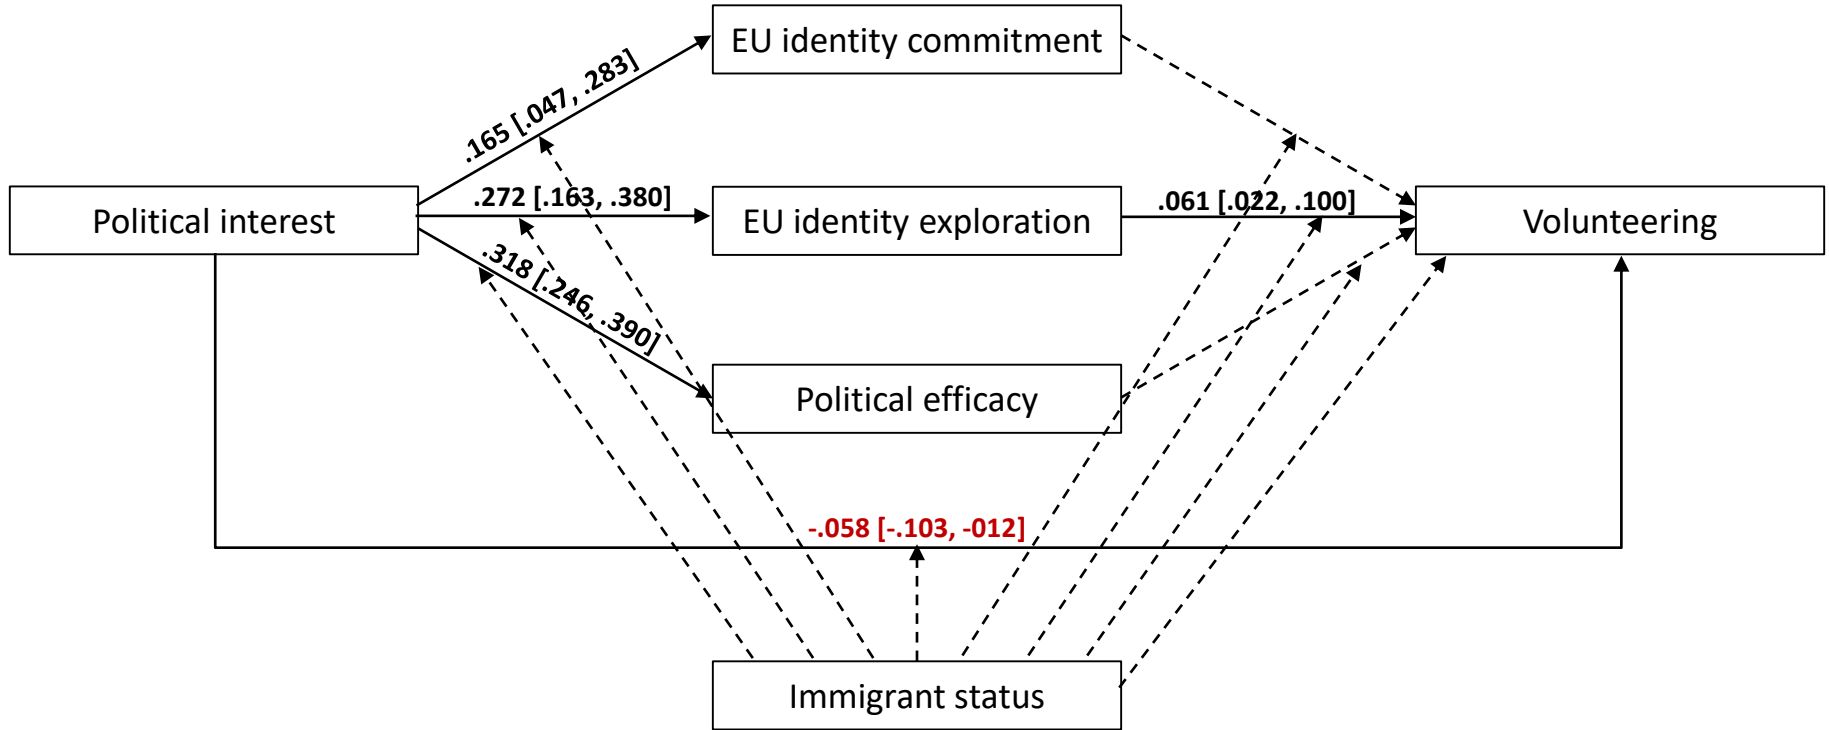 EU identity commitment
.165 [.047, .283]
Political interest
.272 [.163, .380]
EU identity exploration
.061 [.022, .100]
Volunteering
.318 [.246, .390]
Political efficacy
-.058 [-.103, -012]
Immigrant status